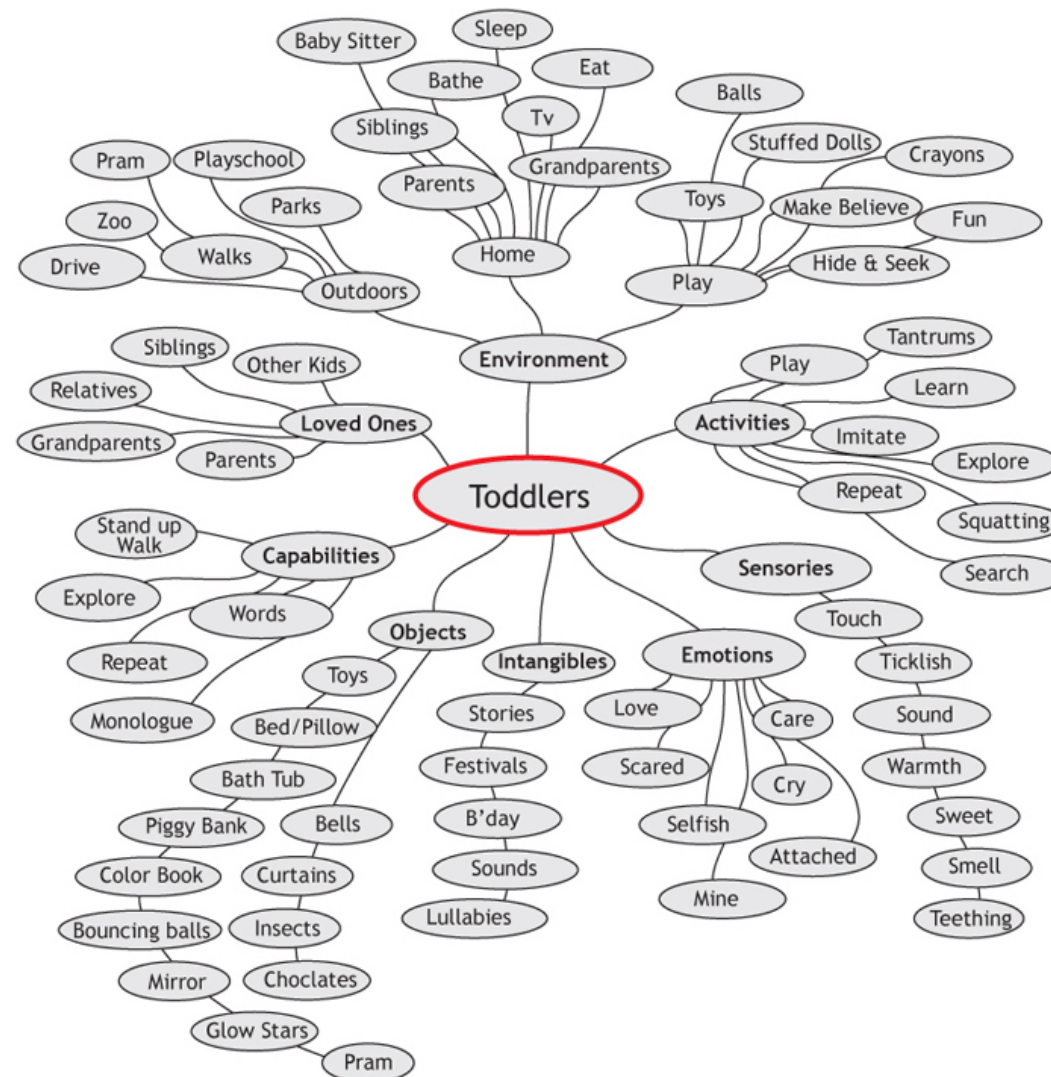 Sleep
Baby Sitter
Eat
Bathe
Balls
Tv
Siblings
Stuffed Dolls
Pram
Playschool
Crayons
Grandparents
Parents
Toys
Parks
Make Believe
Zoo
Fun
Walks
Home
Drive
Hide & Seek
Outdoors
Play
Environment
Siblings
Other Kids
Play
Tantrums
Relatives
Learn
Loved Ones
Activities
Grandparents
Imitate
Parents
Explore
Toddlers
Repeat
Squatting
Stand up
Walk
Capabilities
Sensories
Search
Explore
Words
Touch
Objects
Repeat
Intangibles
Emotions
Ticklish
Toys
Monologue
Stories
Love
Care
Sound
Bed/Pillow
Festivals
Scared
Warmth
Bath Tub
Cry
Piggy Bank
Bells
B'day
Selfish
Sweet
Attached
Color Book
Curtains
Sounds
Smell
Mine
Bouncing balls
Insects
Lullabies
Teething
Mirror
Choclates
Glow Stars
Pram